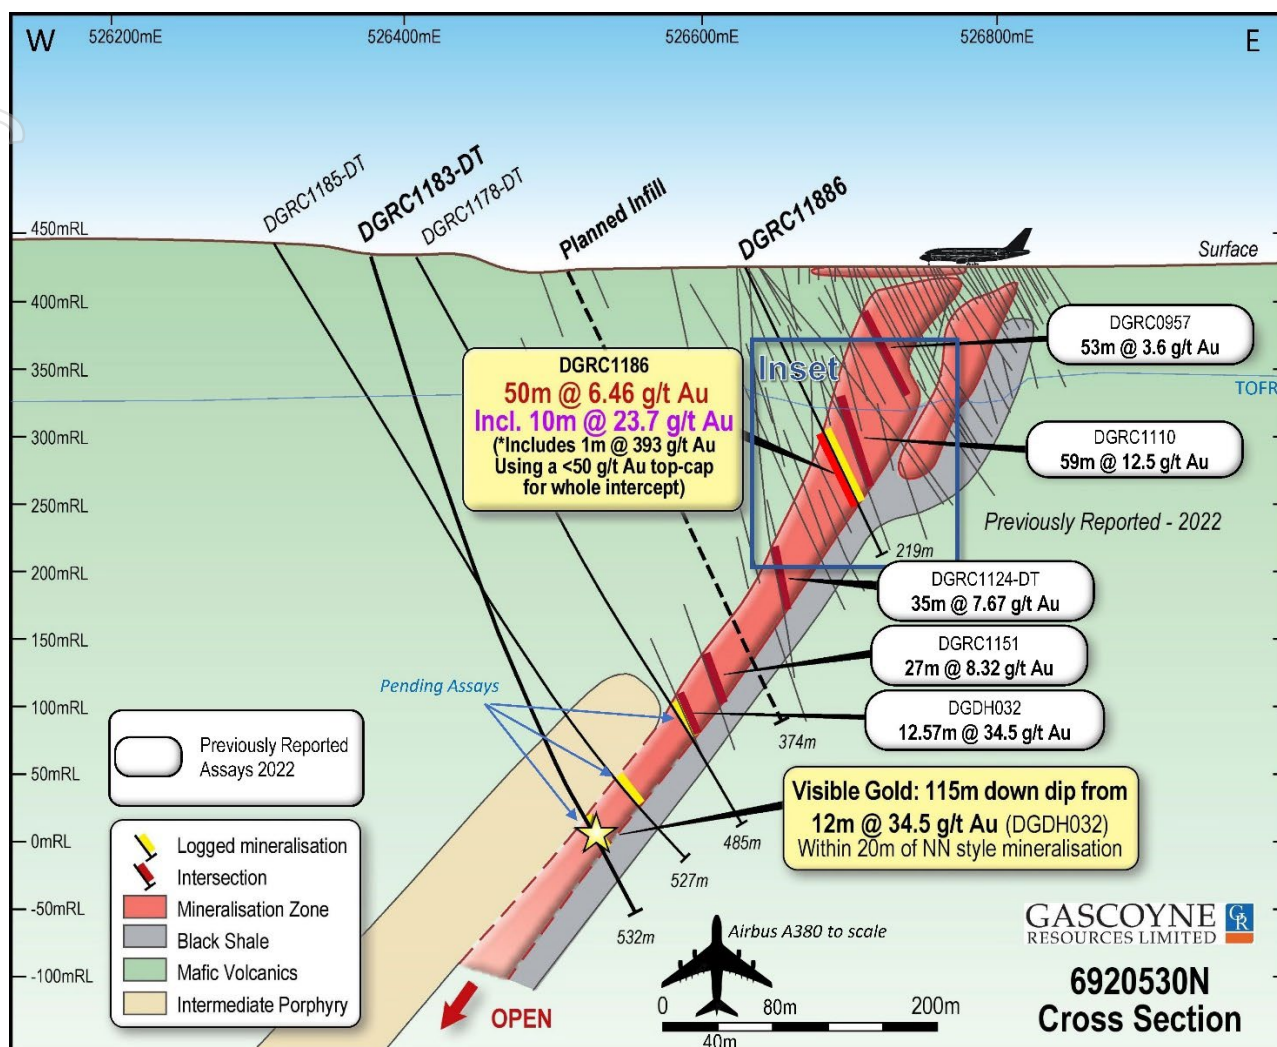 W
526200mE
526400mE
526600mE
526800mE
E
DGRC1185-DT
DGRC1183-DT
DGRC1178-DT
Planned Infill
DGRC11886
Surface
450mRL
400mRL
350mRL
300mRL
250mRL
200mRL
150mRL
100mRL
50mRL
0mRL
-50mRL
-100mRL
DGRC0957
53m @ 3.6 g/t Au
TOFR
Inset
DGRC1186
50m @ 6.46 g/t Au
Incl. 10m @ 23.7 g/t Au
(*Includes 1m @ 393 g/t Au
Using a <50 g/t Au top-cap
for whole intercept)
DGRC1110
59m @ 12.5 g/t Au
Previously Reported - 2022
219m
DGRC1124-DT
35m @ 7.67 g/t Au
DGRC1151
27m @ 8.32 g/t Au
DGDH032
12.57m @ 34.5 g/t Au
Pending Assays
374m
485m
527m
532m
Visible Gold: 115m down dip from
12m @ 34.5 g/t Au (DGDH032)
Within 20m of NN style mineralisation
Previously Reported
Assays 2022
Logged mineralisation
Intersection
Mineralisation Zone
Black Shale
Mafic Volcanics
Intermediate Porphyry
OPEN
Airbus A380 to scale
0
80m
200m
40m
GASCOYNE
RESOURCES LIMITED
GR
6920530N
Cross Section